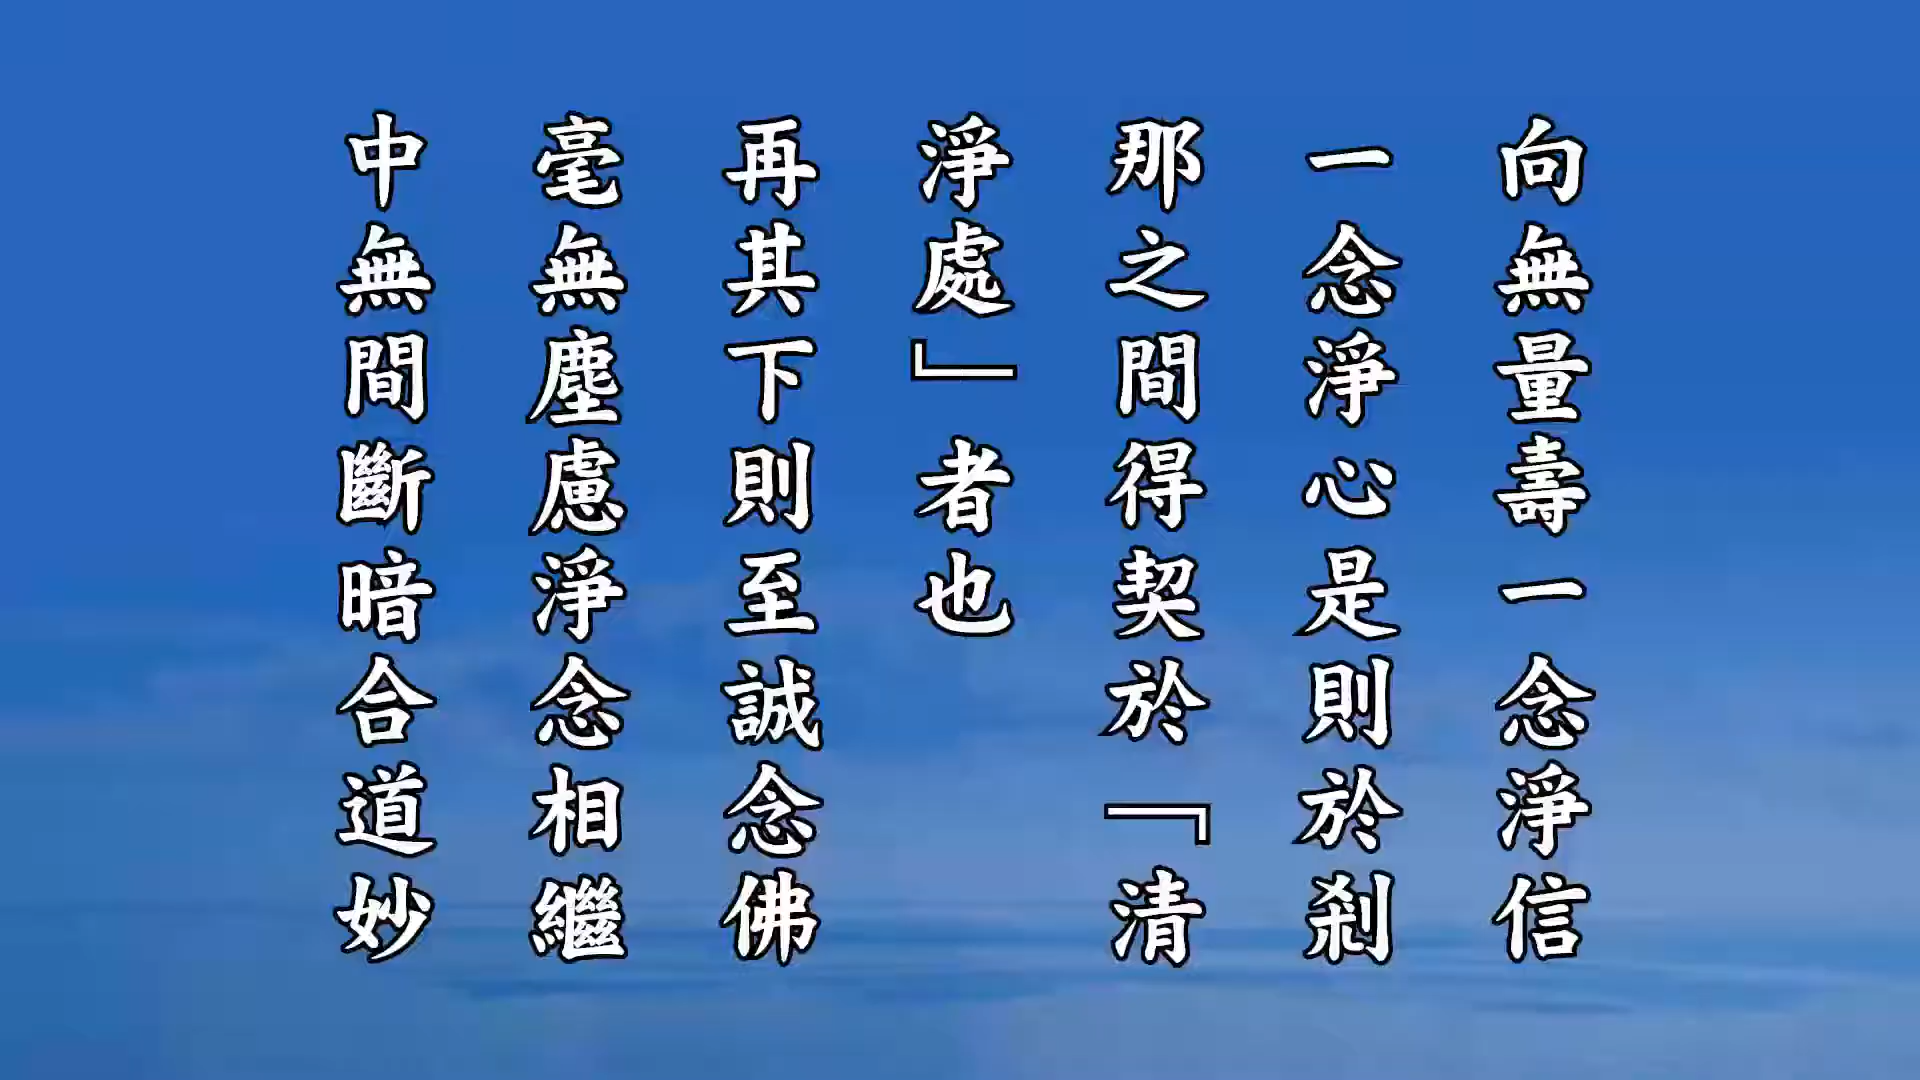 向無量壽一念淨信
一念淨心是則於剎
那之間得契於「清
淨處」者也
再其下則至誠念佛
毫無塵慮淨念相繼
中無間斷暗合道妙